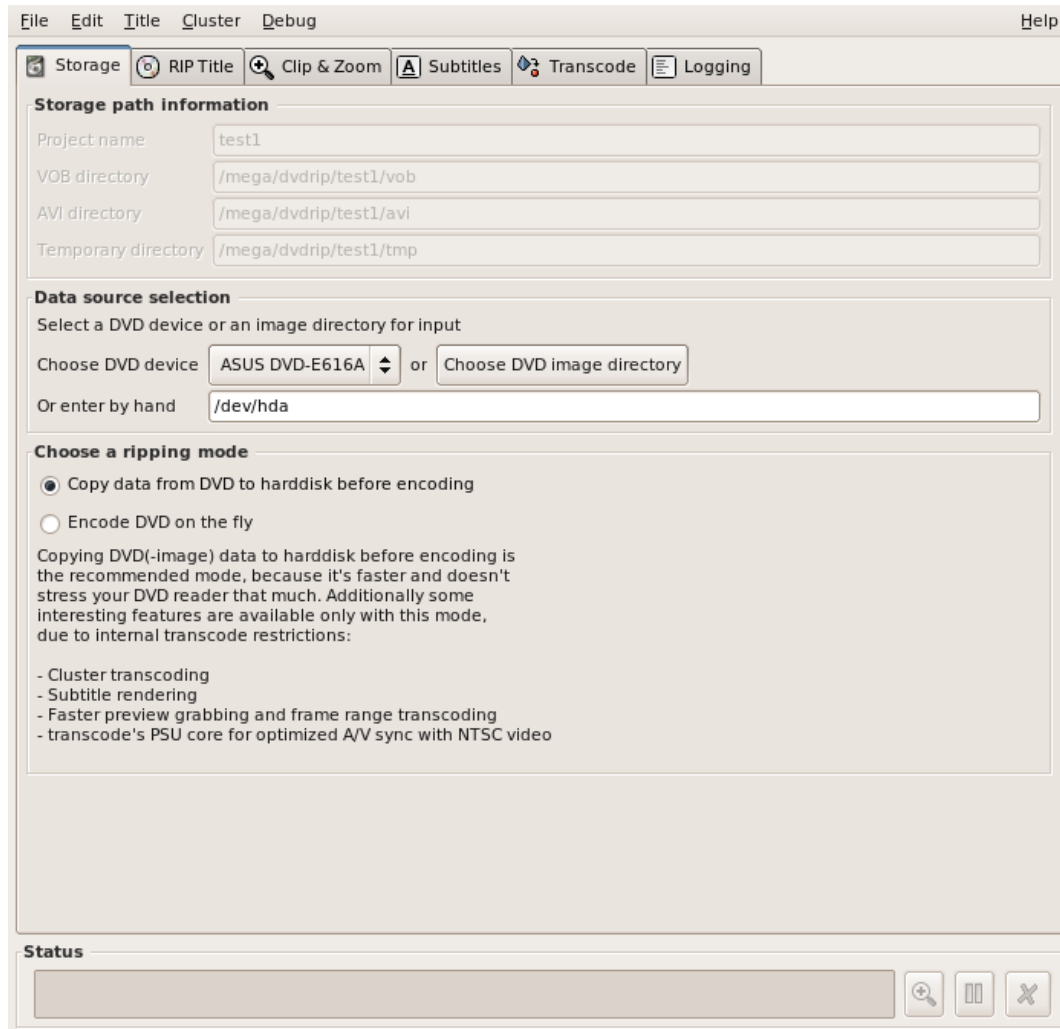 File Edit Title Cluster Debug Help
Storage RIP Title Clip & Zoom A Subtitles Transcode Logging
Storage path information
Project name test1
VOB directory /mega/dvdrip/test1/vob
AVI directory /mega/dvdrip/test1/avi
Temporary directory /mega/dvdrip/test1/tmp
Data source selection
Select a DVD device or an image directory for input
Choose DVD device ASUS DVD-E616A or Choose DVD image directory
Or enter by hand /dev/hda
Choose a ripping mode
Copy data from DVD to harddisk before encoding
Encode DVD on the fly
Copying DVD(-image) data to harddisk before encoding is
the recommended mode, because it's faster and doesn't
stress your DVD reader that much. Additionally some
interesting features are available only with this mode,
due to internal transcode restrictions:
- Cluster transcoding
- Subtitle rendering
- Faster preview grabbing and frame range transcoding
- transcode's PSU core for optimized A/V sync with NTSC video
Status